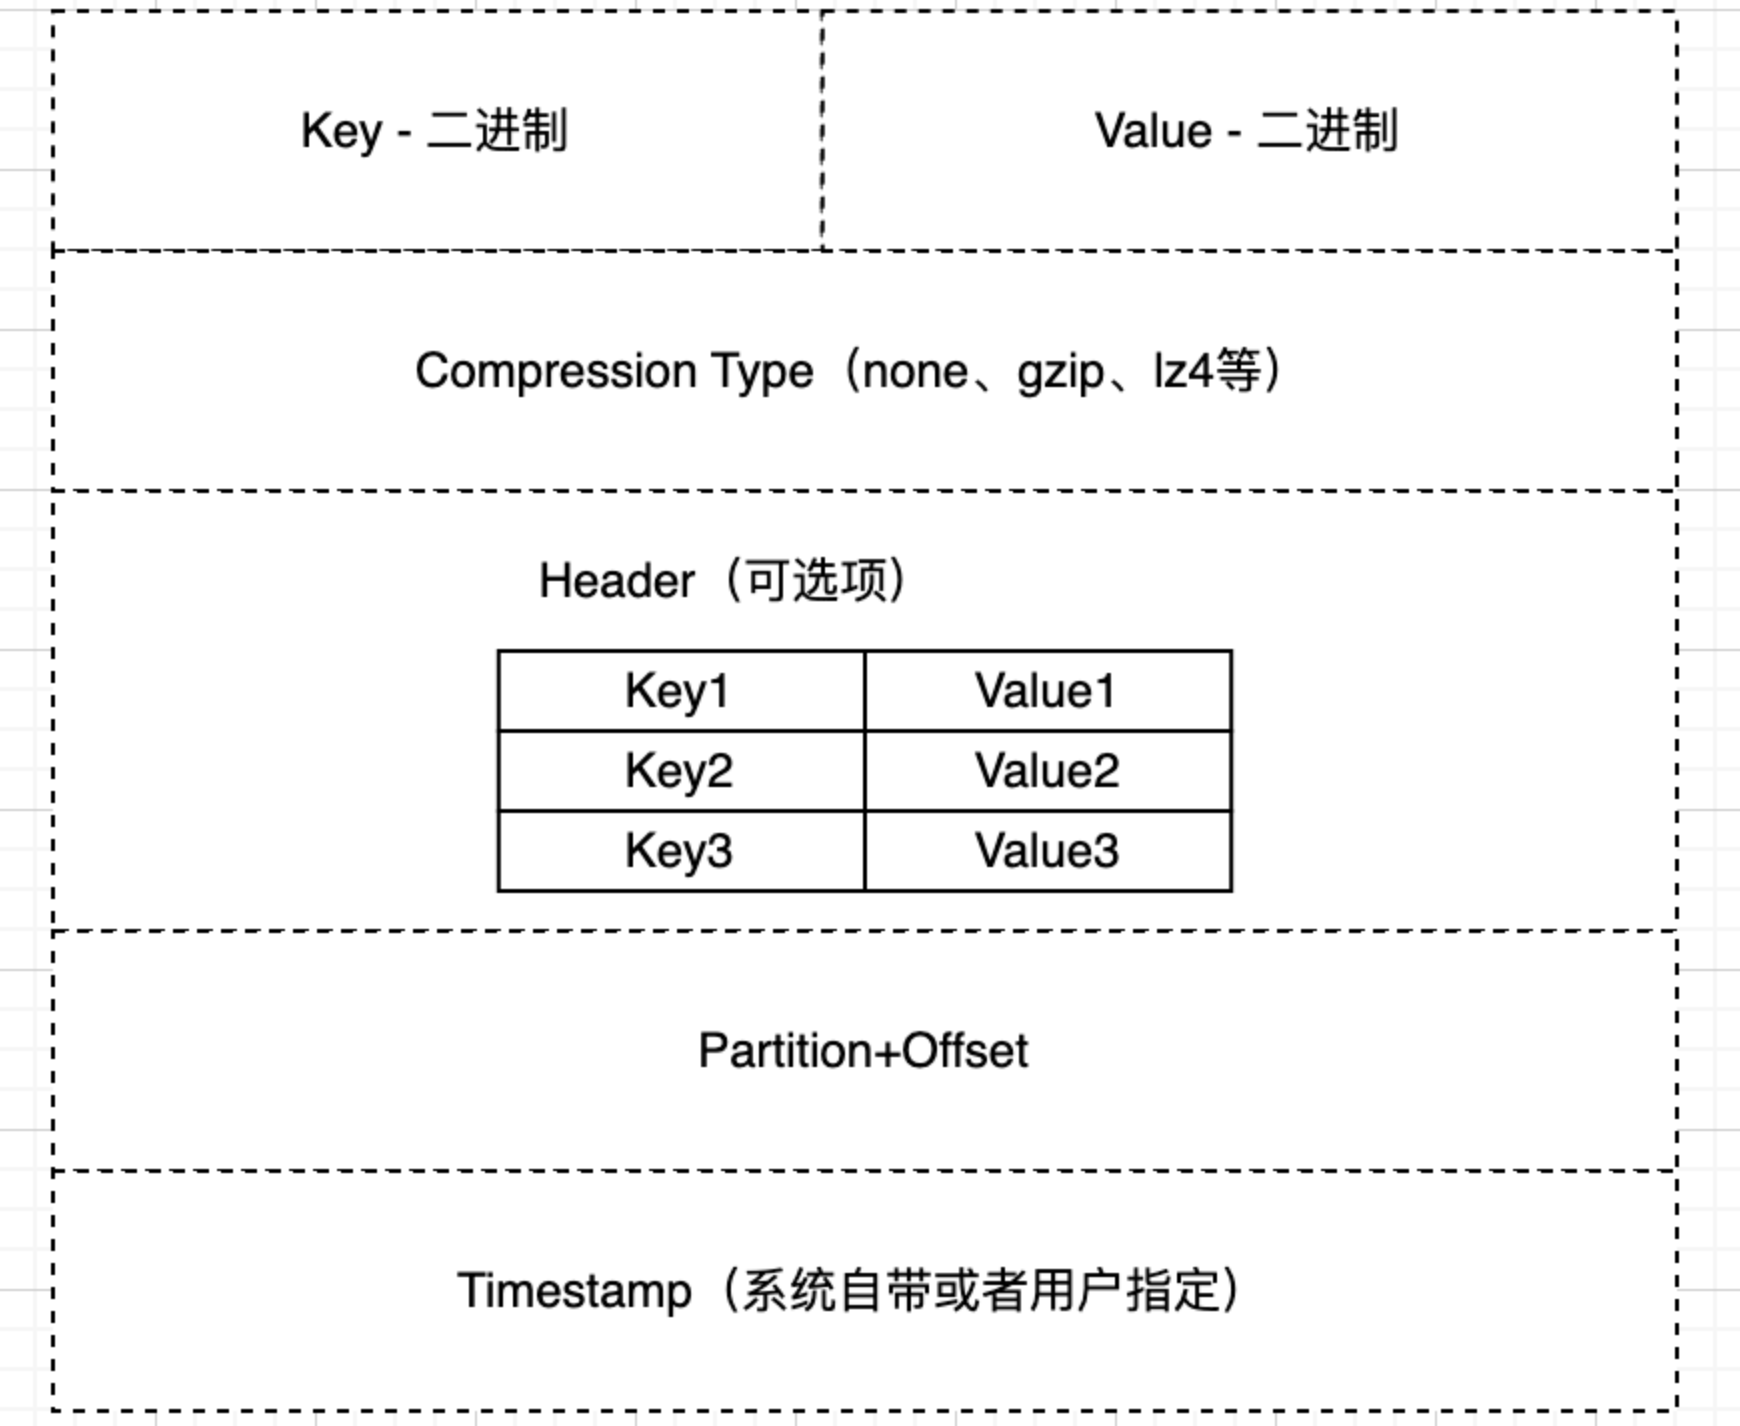 Key - 二进制
Value - 二进制
Compression Type（none、gzip、lz4等）
Header（可选项）
Key1
Value1
Key2
Value2
Key3
Value3
Partition+Offset
Timestamp（系统自带或者用户指定）